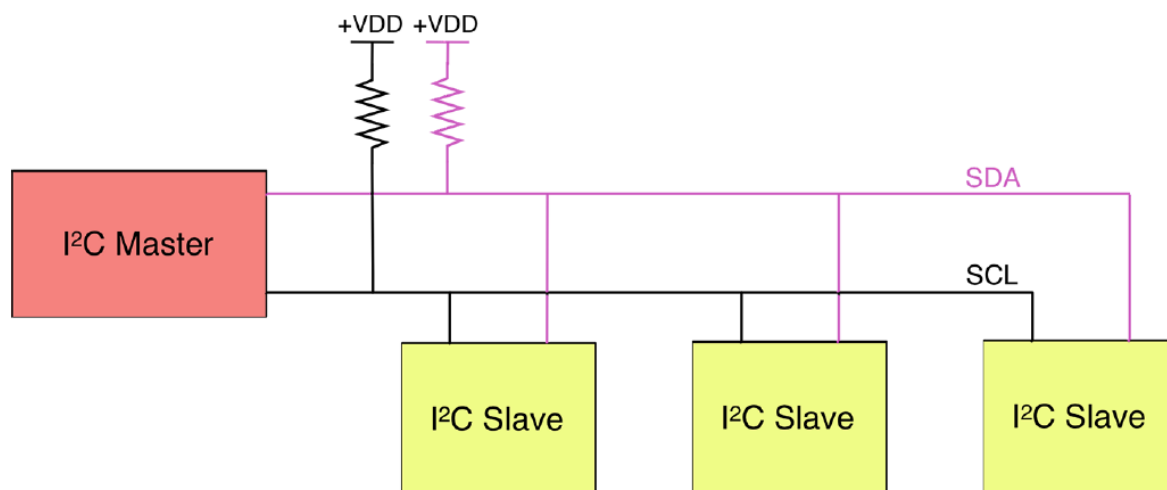 +VDD +VDD
SDA
I²C Master
SCL
I²C Slave
I²C Slave
I²C Slave